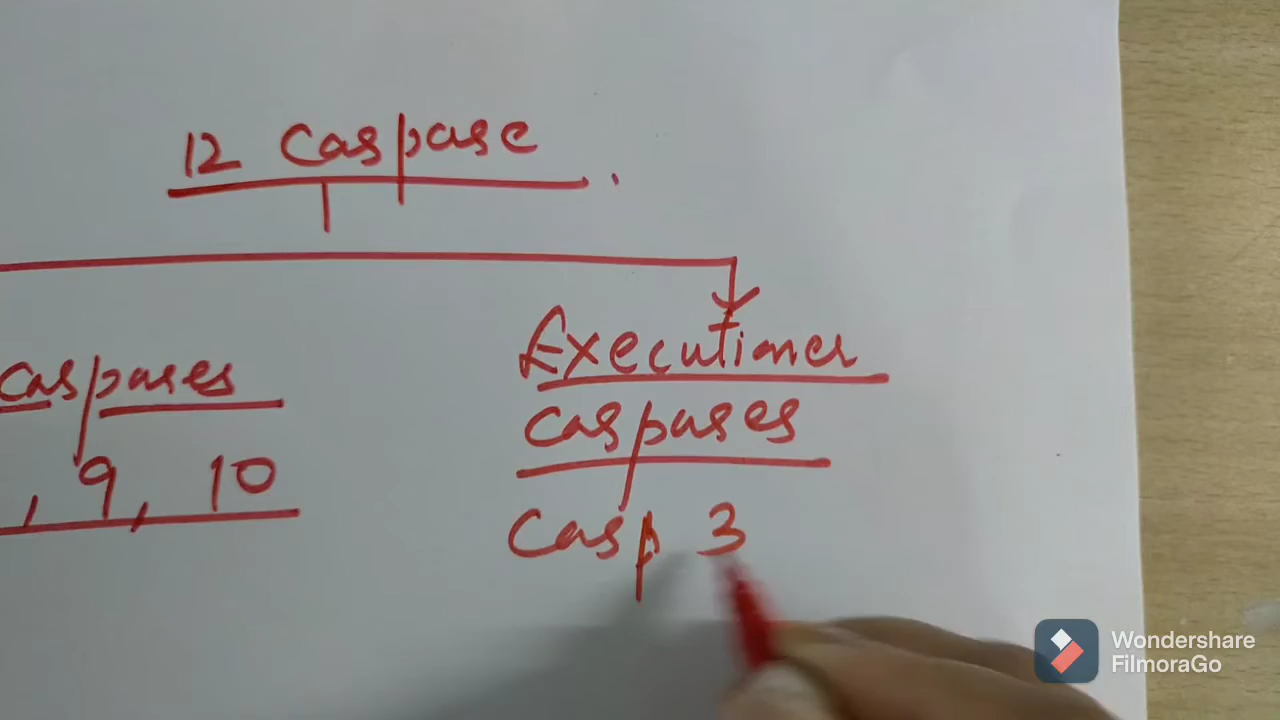 12 Caspase
Executioner
caspases
Casp 3
caspases
, 9, 10
Wondershare
FilmoraGo